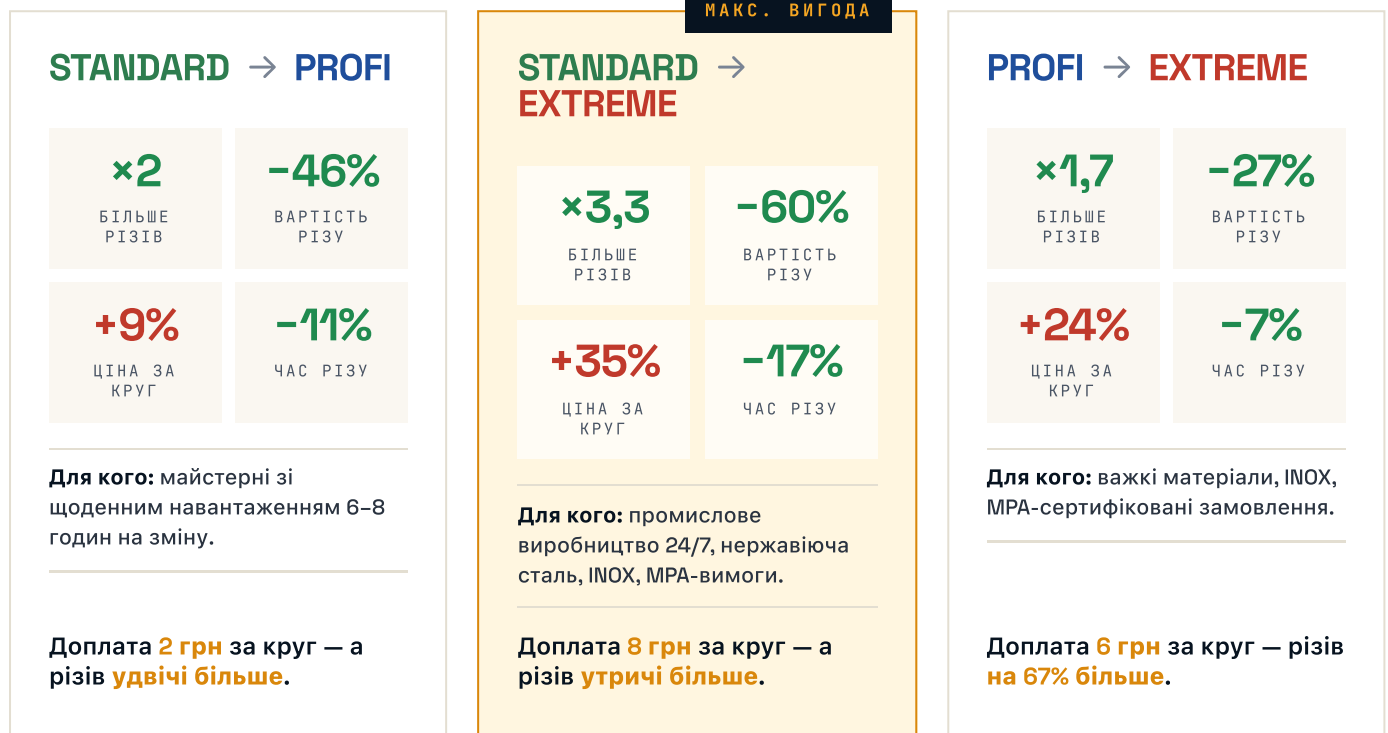 STANDARD → PROFI
×2
БІЛЬШЕ
РІЗІВ
−46%
ВАРТІСТЬ
РІЗУ
+9%
ЦІНА ЗА
КРУГ
−11%
ЧАС РІЗУ
Для кого: майстерні зі
щоденним навантаженням 6–8
годин на зміну.
Доплата 2 грн за круг — а
різів удвічі більше.
МАКС. ВИГОДА
STANDARD →
EXTREME
×3,3
БІЛЬШЕ
РІЗІВ
−60%
ВАРТІСТЬ
РІЗУ
+35%
ЦІНА ЗА
КРУГ
−17%
ЧАС РІЗУ
Для кого: промислове
виробництво 24/7, нержавіюча
сталь, INOX, MPA-вимоги.
Доплата 8 грн за круг — а
різів утричі більше.
PROFI → EXTREME
×1,7
БІЛЬШЕ
РІЗІВ
−27%
ВАРТІСТЬ
РІЗУ
+24%
ЦІНА ЗА
КРУГ
−7%
ЧАС РІЗУ
Для кого: важкі матеріали, INOX,
MPA-сертифіковані замовлення.
Доплата 6 грн за круг — різів
на 67% більше.